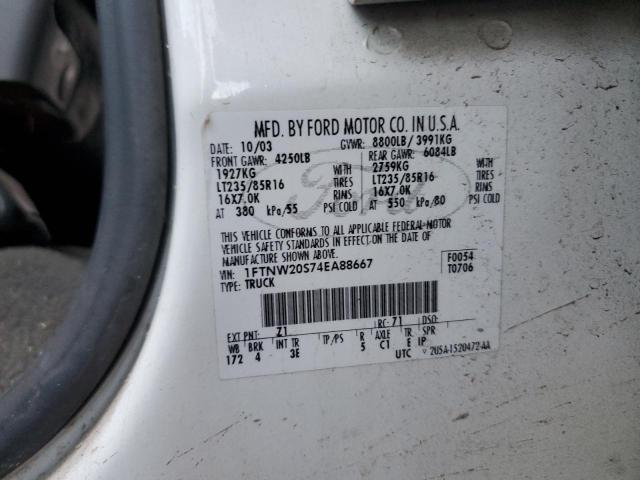 MFD. BY FORD MOTOR CO. IN U.S.A.
DATE: 10/03 GVWR: 8800LB/ 3991KG
FRONT GAWR: 4250LB REAR GAWR: 6084LB
1927KG WITH 2759KG WITH
LT235/85R16 TIRES LT235/85R16 TIRES
16X7.0K RIMS 16X7.0K RIMS
AT 380 kPa/55 PSI COLD AT 550 kPa/80 PSI COLD
Ford
THIS VEHICLE CONFORMS TO ALL APPLICABLE FEDERAL MOTOR
VEHICLE SAFETY STANDARDS IN EFFECT ON THE DATE OF
MANUFACTURE SHOWN ABOVE.
VIN: 1FTNW20S74EA88667 F0054
TYPE: TRUCK T0706
EXT PNT: Z1 RC: 71 DSO:
WB BRK INT TR TP/PS R AXLE TR SPR
172 4 3E 5 C1 E IP
UTC V 2U5A-1520472-AA